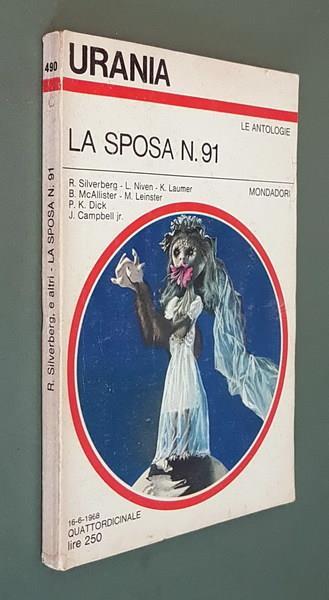 490
R. Silverberg, e altri - LA SPOSA N. 91
URANIA
LE ANTOLOGIE
LA SPOSA N. 91
R. Silverberg - L. Niven - K. Laumer
B. McAllister - M. Leinster
P. K. Dick
J. Campbell jr.
MONDADORI
16-6-1968
QUATTORDICINALE
lire 250